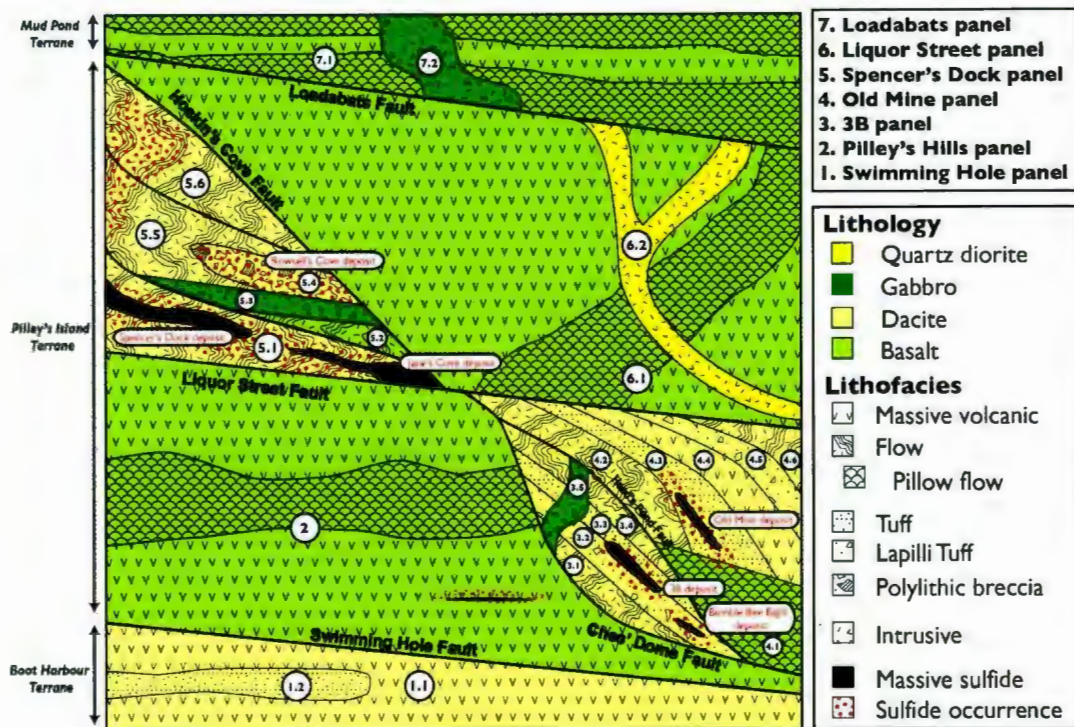 Mud Pond
Terrane
Pilley's Island
Terrane
Boot Harbour
Terrane
7.1
7.2
Loadabats Fault
Hoskin's Cove Fault
5.6
5.5
Rowsell's Cove deposit
5.4
5.3
5.2
Spencer's Dock deposit
5.1
Jane's Cove deposit
Liquor Street Fault
6.2
6.1
4.2
4.3
4.4
4.5
4.6
3.5
3.3
3.4
3.2
3.1
Old Mine deposit
3B deposit
Bumble Bee Bight
deposit
4.1
2
Chop' Dome Fault
Swimming Hole Fault
1.2
1.1
7. Loadabats panel
6. Liquor Street panel
5. Spencer's Dock panel
4. Old Mine panel
3. 3B panel
2. Pilley's Hills panel
1. Swimming Hole panel
Lithology
Quartz diorite
Gabbro
Dacite
Basalt
Lithofacies
Massive volcanic
Flow
Pillow flow
Tuff
Lapilli Tuff
Polylithic breccia
Intrusive
Massive sulfide
Sulfide occurrence